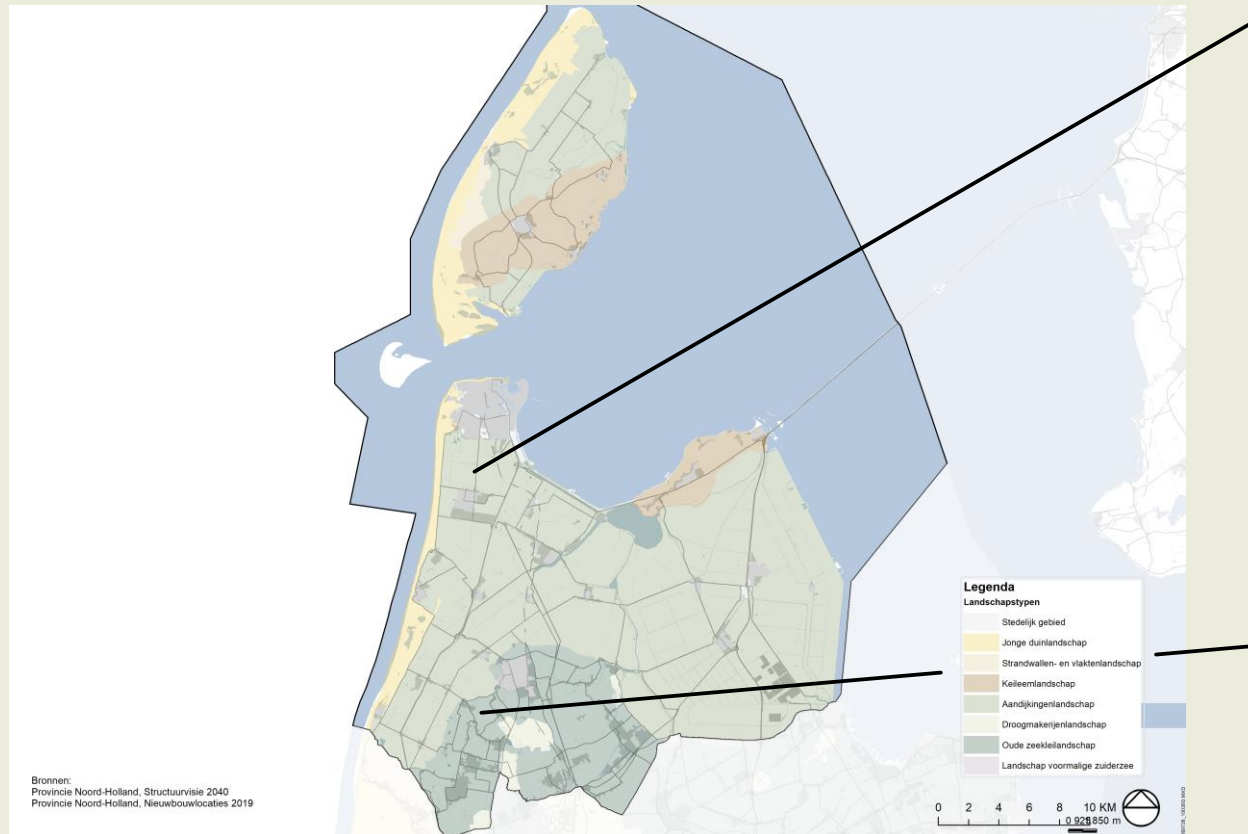 Legenda
Landschapstypen
Stedelijk gebied
Jonge duinlandschap
Strandwallen- en vlaktenlandschap
Keileemlandschap
Aandijkingenlandschap
Droogmakerijenlandschap
Oude zeekleilandschap
Landschap voormalige zuiderzee
Bronnen:
Provincie Noord-Holland, Structuurvisie 2040
Provincie Noord-Holland, Nieuwbouwlocaties 2019
0 2 4 6 8 10 KM